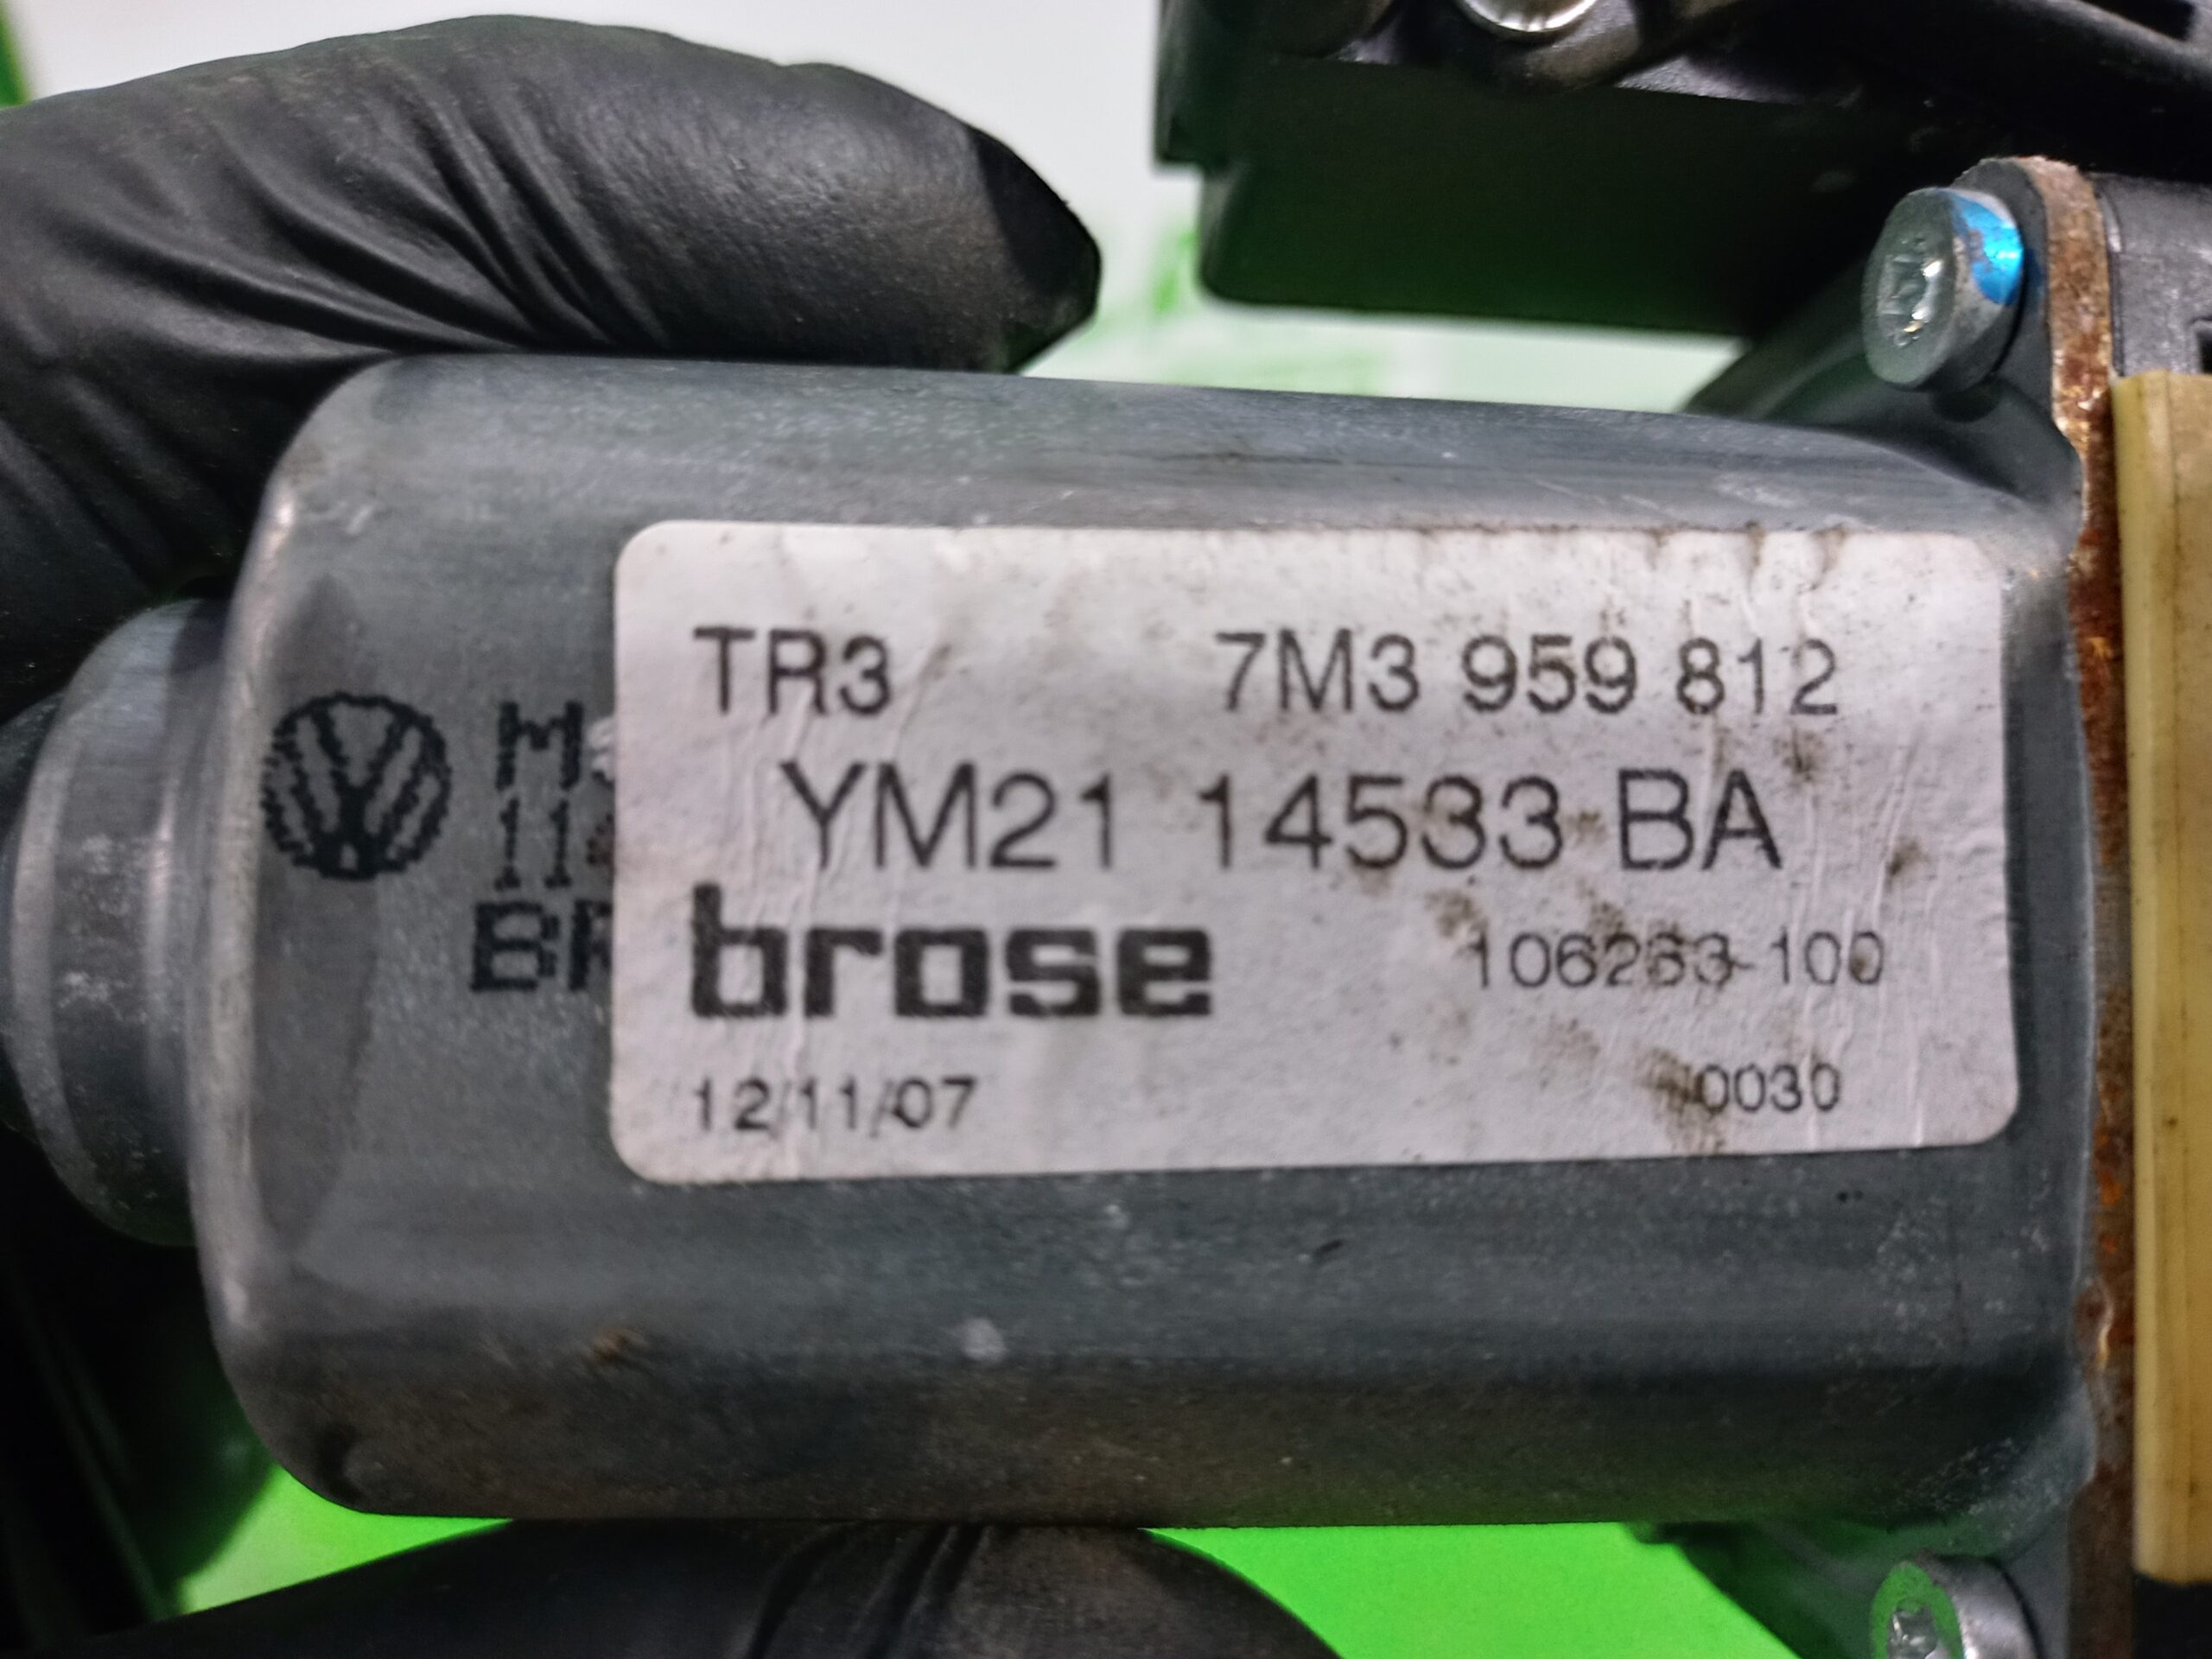 TR3 7M3 959 812
YM21 14533 BA
brose 106263-100
12/11/07 0030